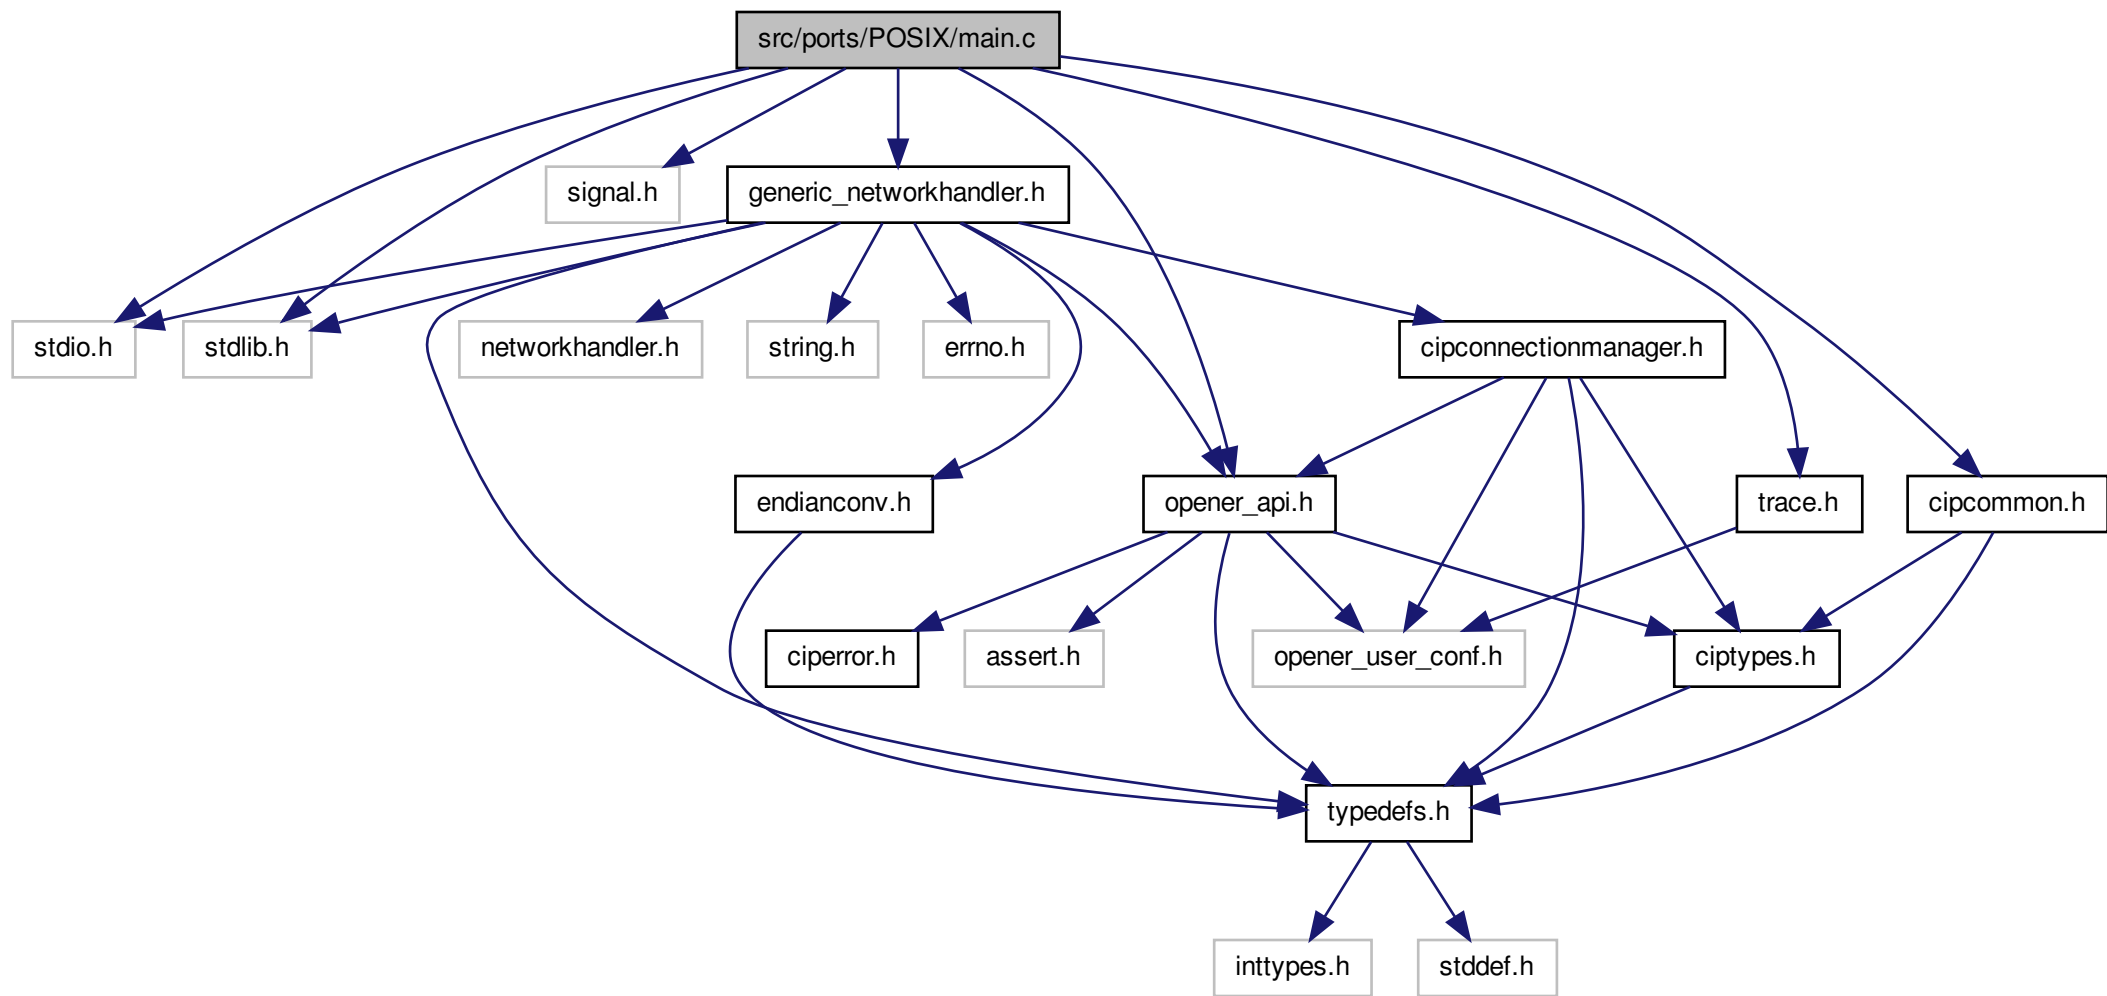 src/ports/POSIX/main.c
signal.h
generic_networkhandler.h
stdio.h
stdlib.h
networkhandler.h
string.h
errno.h
cipconnectionmanager.h
endianconv.h
opener_api.h
trace.h
cipcommon.h
ciperror.h
assert.h
opener_user_conf.h
ciptypes.h
typedefs.h
inttypes.h
stddef.h